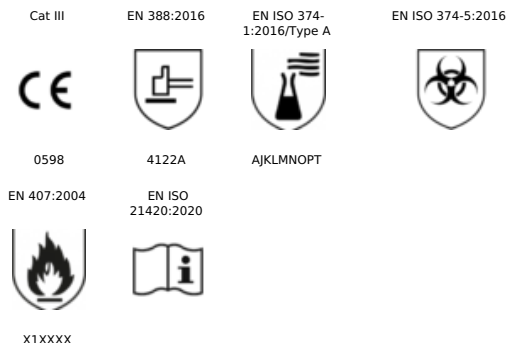 Cat III
EN 388:2016
EN ISO 374-
1:2016/Type A
EN ISO 374-5:2016
CE
i
0598
4122A
AJKLMNOPT
EN 407:2004
EN ISO
21420:2020
X1XXXX